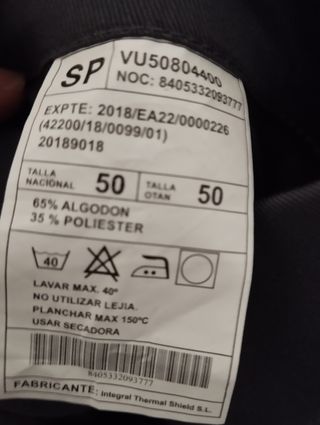 SP
VU50804400
NOC: 8405332093777
EXPTE: 2018/EA22/0000226
(42200/18/0099/01)
20189018
TALLA NACIONAL 50 TALLA OTAN 50
65% ALGODON
35 % POLIESTER
40
LAVAR MAX. 40º
NO UTILIZAR LEJIA.
PLANCHAR MAX 150ºC
USAR SECADORA
8405332093777
FABRICANTE: Integral Thermal Shield S.L.